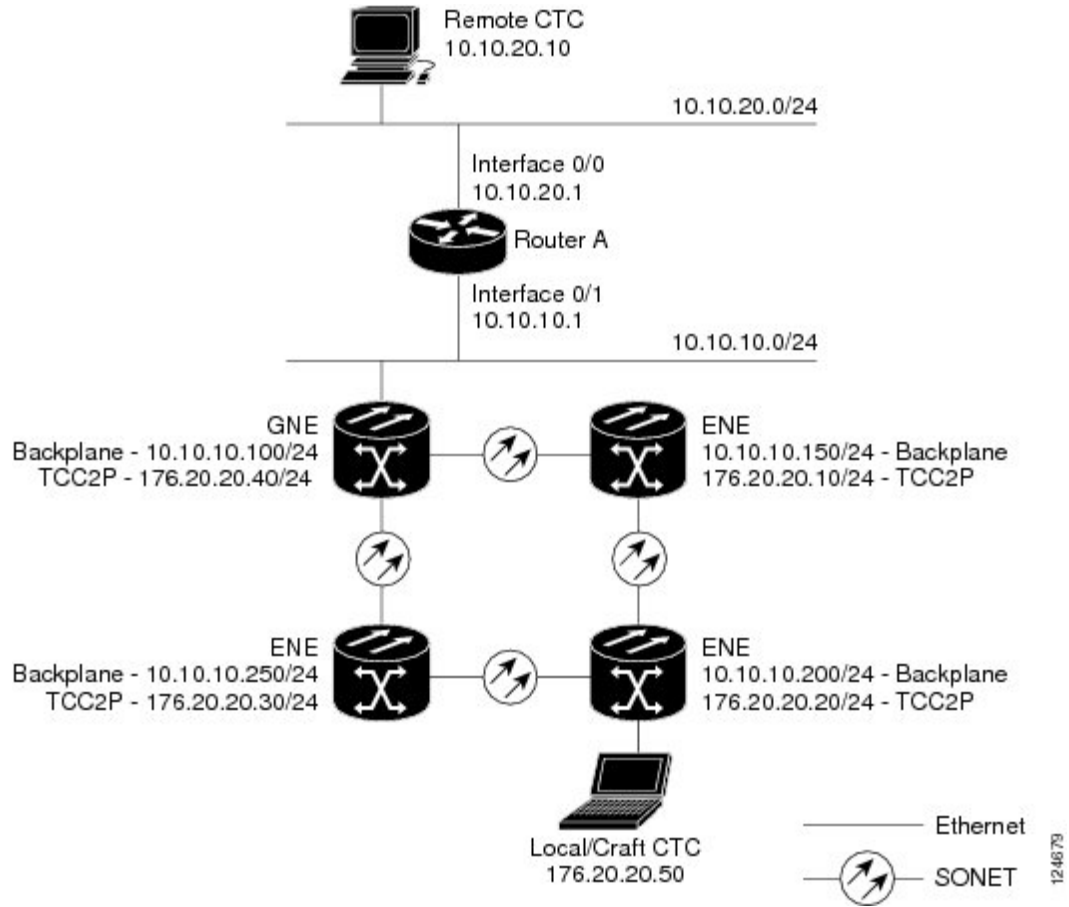 Remote CTC
10.10.20.10
10.10.20.0/24
Interface 0/0
10.10.20.1
Router A
Interface 0/1
10.10.10.1
10.10.10.0/24
GNE
Backplane - 10.10.10.100/24
TCC2P - 176.20.20.40/24
ENE
10.10.10.150/24 - Backplane
176.20.20.10/24 - TCC2P
ENE
Backplane - 10.10.10.250/24
TCC2P - 176.20.20.30/24
ENE
10.10.10.200/24 - Backplane
176.20.20.20/24 - TCC2P
Local/Craft CTC
176.20.20.50
Ethernet
SONET
124679